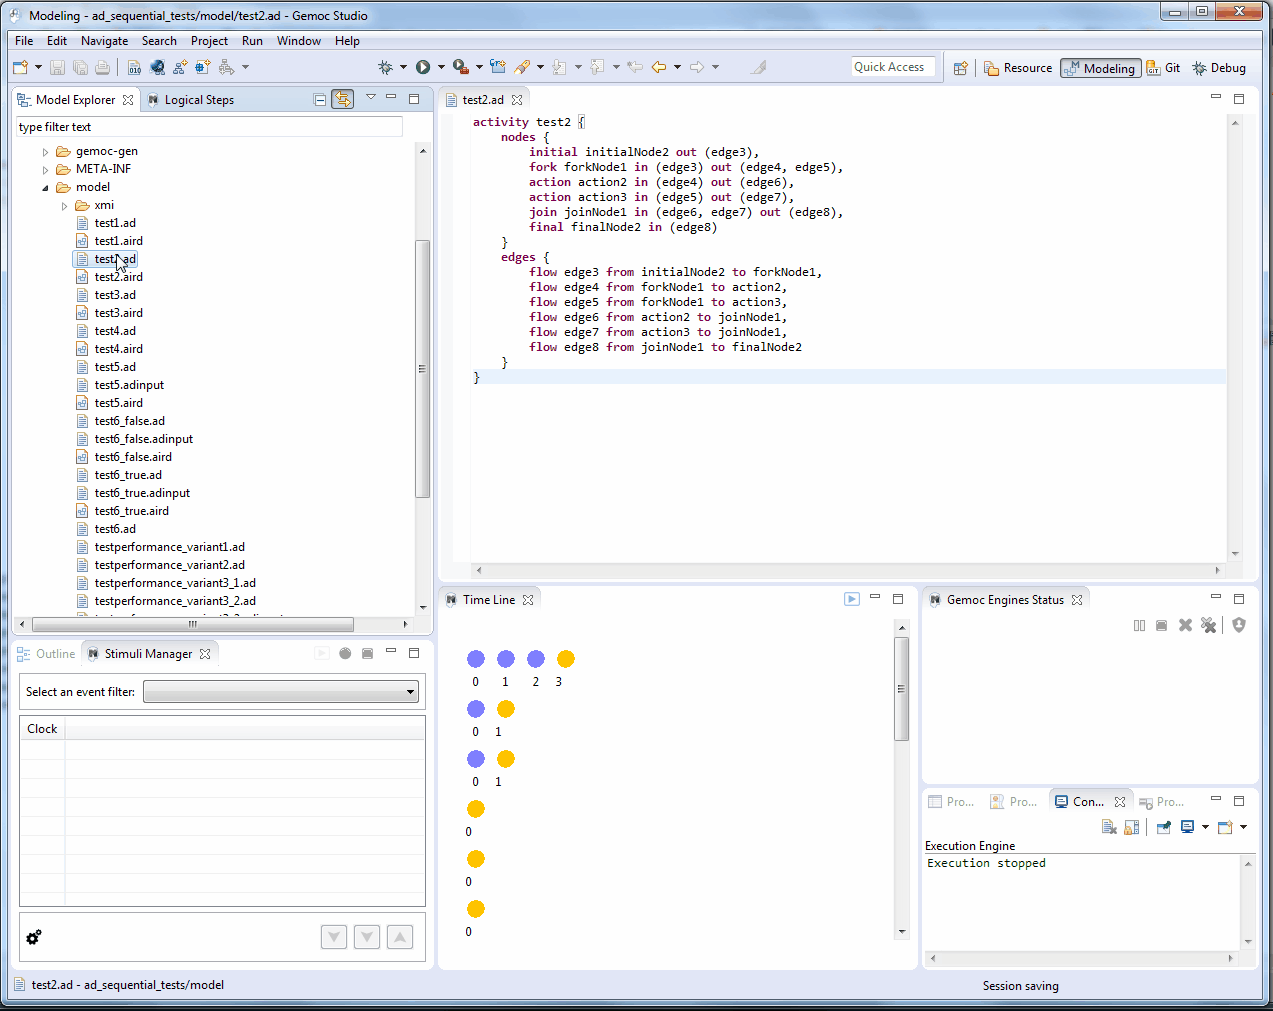 Modeling - ad_sequential_tests/model/test2.ad - Gemoc Studio
File Edit Navigate Search Project Run Window Help
Quick Access
Resource
Modeling
Git
Debug
Model Explorer
Logical Steps
type filter text
gemoc-gen
META-INF
model
xmi
test1.ad
test1.aird
test2.ad
test2.aird
test3.ad
test3.aird
test4.ad
test4.aird
test5.ad
test5.adinput
test5.aird
test6_false.ad
test6_false.adinput
test6_false.aird
test6_true.ad
test6_true.adinput
test6_true.aird
test6.ad
testperformance_variant1.ad
testperformance_variant2.ad
testperformance_variant3_1.ad
testperformance_variant3_2.ad
test2.ad
activity test2 {
nodes {
initial initialNode2 out (edge3),
fork forkNode1 in (edge3) out (edge4, edge5),
action action2 in (edge4) out (edge6),
action action3 in (edge5) out (edge7),
join joinNode1 in (edge6, edge7) out (edge8),
final finalNode2 in (edge8)
}
edges {
flow edge3 from initialNode2 to forkNode1,
flow edge4 from forkNode1 to action2,
flow edge5 from forkNode1 to action3,
flow edge6 from action2 to joinNode1,
flow edge7 from action3 to joinNode1,
flow edge8 from joinNode1 to finalNode2
}
}
Outline
Stimuli Manager
Select an event filter:
Clock
Time Line
0 1 2 3
0 1
0 1
0
0
0
Gemoc Engines Status
Pro...
Pro...
Con...
Pro...
Execution Engine
Execution stopped
test2.ad - ad_sequential_tests/model
Session saving